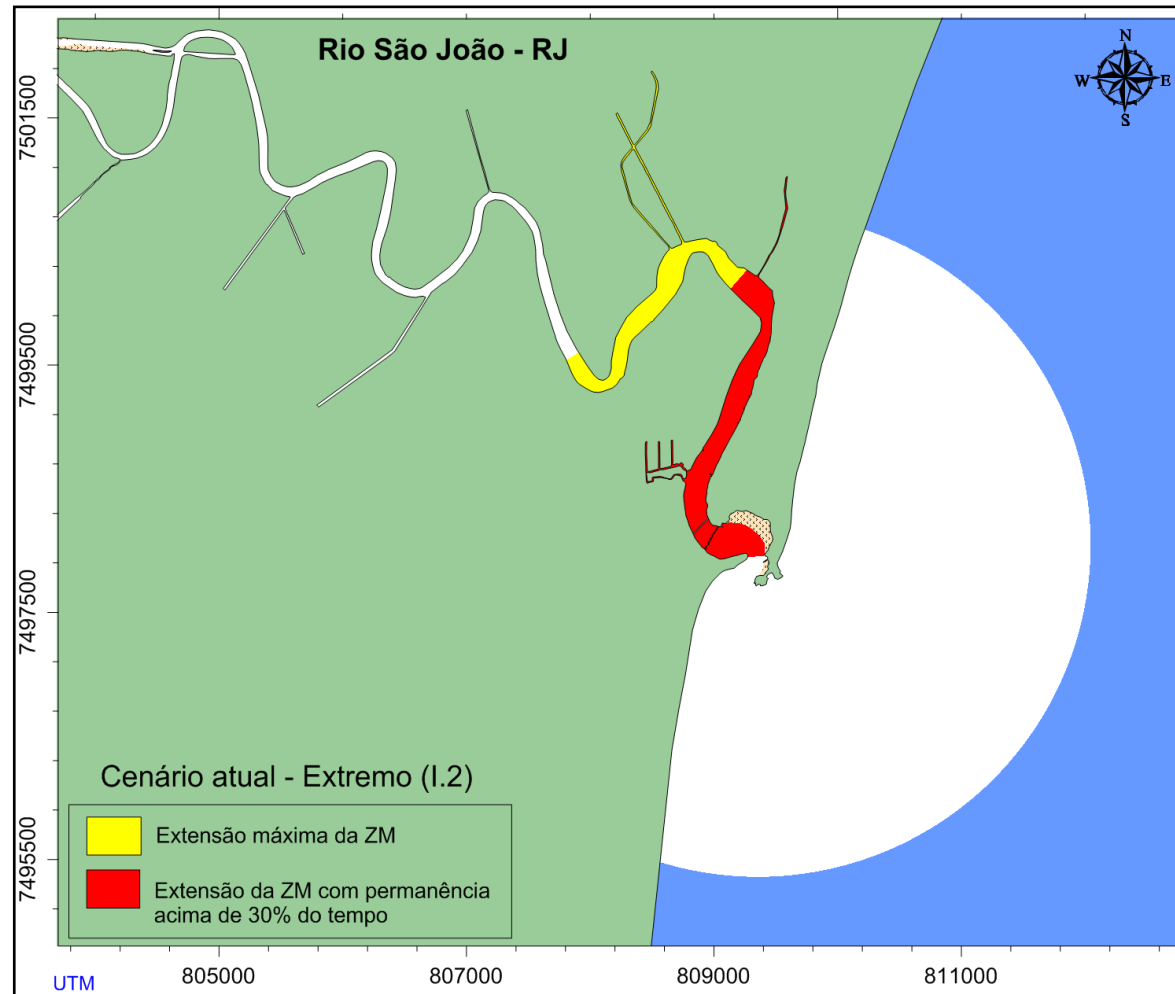 Rio São João - RJ
N
W E
S
7501500
7499500
7497500
7495500
Cenário atual - Extremo (I.2)
Extensão máxima da ZM
Extensão da ZM com permanência
acima de 30% do tempo
UTM
805000 807000 809000 811000